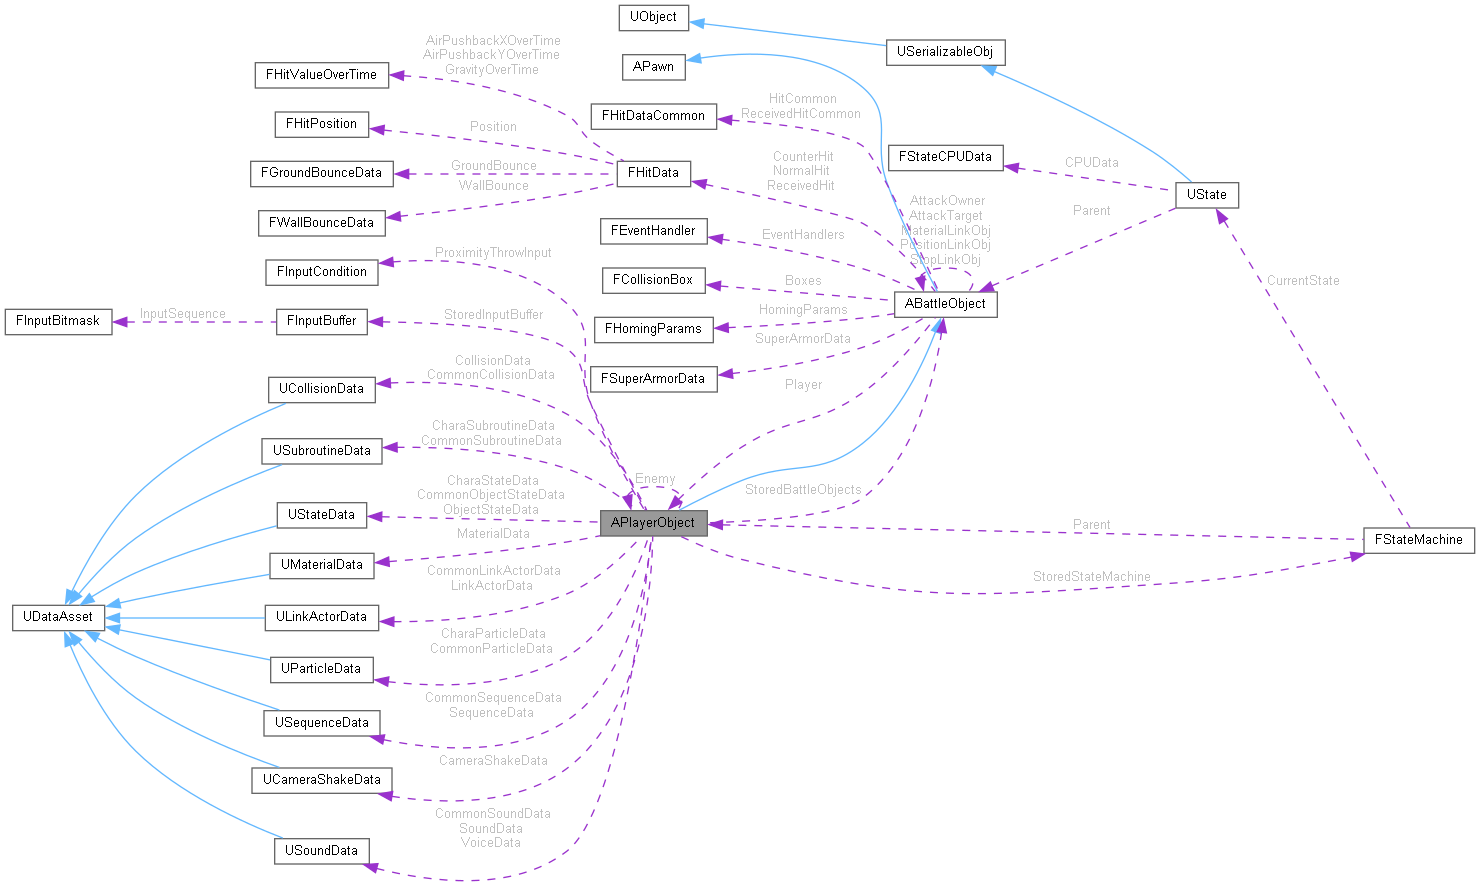 UObject
USerializableObj
APawn
AirPushbackXOverTime
AirPushbackYOverTime
GravityOverTime
FHitValueOverTime
HitCommon
ReceivedHitCommon
FHitDataCommon
FHitPosition
Position
FStateCPUData
CPUData
FGroundBounceData
GroundBounce
FHitData
CounterHit
NormalHit
ReceivedHit
WallBounce
UState
FWallBounceData
Parent
AttackOwner
AttackTarget
MaterialLinkObj
PositionLinkObj
StopLinkObj
FEventHandler
EventHandlers
ProximityThrowInput
FInputCondition
FCollisionBox
Boxes
CurrentState
ABattleObject
FInputBitmask
InputSequence
FInputBuffer
StoredInputBuffer
FHomingParams
HomingParams
SuperArmorData
CollisionData
CommonCollisionData
FSuperArmorData
UCollisionData
Player
CharaSubroutineData
CommonSubroutineData
USubroutineData
CharaStateData
CommonObjectStateData
ObjectStateData
Enemy
StoredBattleObjects
UStateData
APlayerObject
Parent
MaterialData
FStateMachine
UMaterialData
CommonLinkActorData
LinkActorData
StoredStateMachine
UDataAsset
ULinkActorData
CharaParticleData
CommonParticleData
UParticleData
CommonSequenceData
SequenceData
USequenceData
CameraShakeData
UCameraShakeData
CommonSoundData
SoundData
VoiceData
USoundData